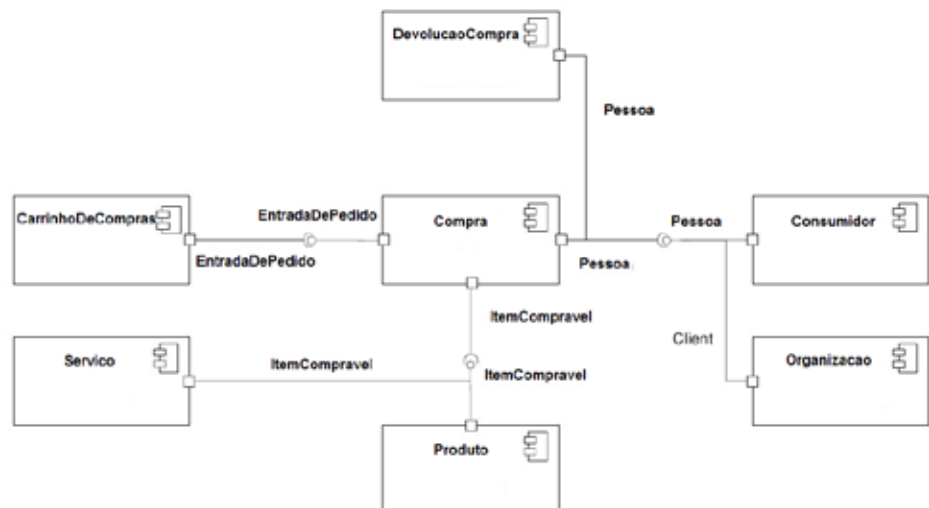 DevolucaoCompra
Pessoa
CarrinhoDeCompras
EntradaDePedido
EntradaDePedido
Compra
Pessoa
Pessoa
Consumidor
ItemCompravel
Client
Servico
ItemCompravel
ItemCompravel
Organizacao
Produto